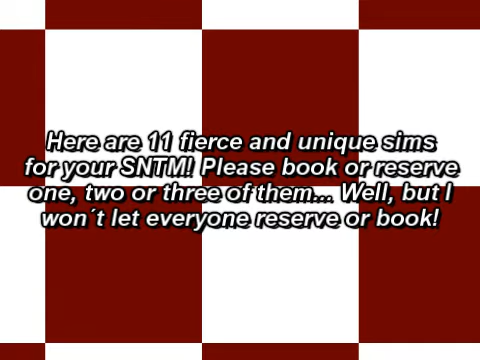 Here are 11 fierce and unique sims
for your SNTM! Please book or reserve
one, two or three of them... Well, but I
won´t let everyone reserve or book!